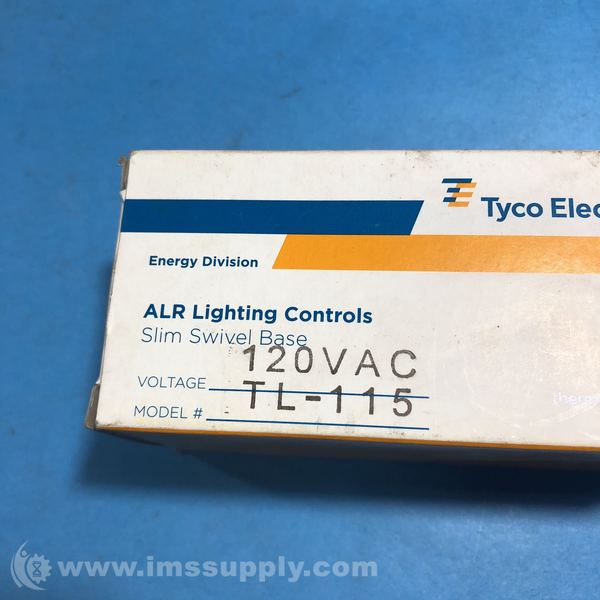 Tyco Elec
Energy Division
ALR Lighting Controls
Slim Swivel Base
VOLTAGE 120VAC
MODEL # TL-115
www.imssupply.com